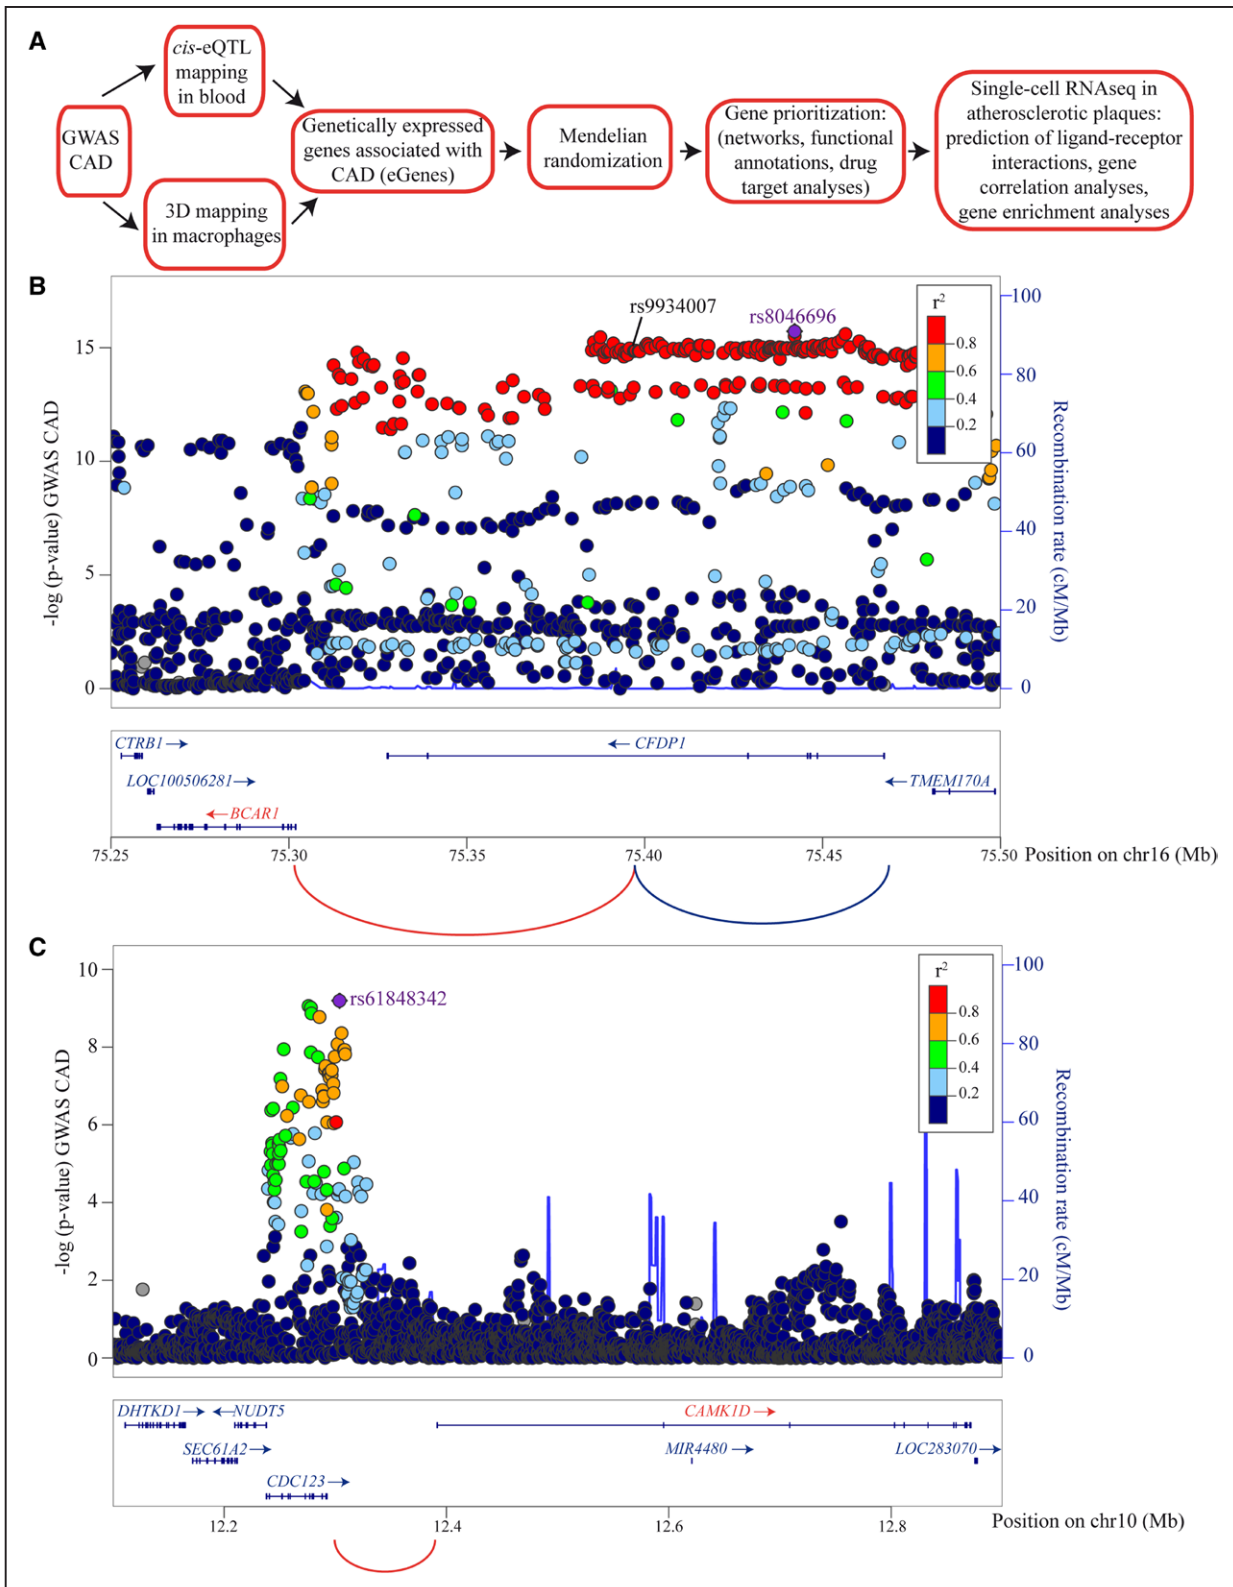 A
GWAS
CAD
cis-eQTL
mapping
in blood
3D mapping
in macrophages
Genetically expressed
genes associated with
CAD (eGenes)
Mendelian
randomization
Gene prioritization:
(networks, functional
annotations, drug
target analyses)
Single-cell RNAseq in
atherosclerotic plaques:
prediction of ligand-receptor
interactions, gene
correlation analyses,
gene enrichment analyses
B
-log (p-value) GWAS CAD
15
10
5
0
rs9934007
rs8046696
r2
0.8
0.6
0.4
0.2
100
80
60
40
20
0
Recombination rate (cM/Mb)
CTRB1
CFDP1
LOC100506281
TMEM170A
BCAR1
75.25
75.30
75.35
75.40
75.45
75.50
Position on chr16 (Mb)
C
-log (p-value) GWAS CAD
10
8
6
4
2
0
rs61848342
r2
0.8
0.6
0.4
0.2
100
80
60
40
20
0
Recombination rate (cM/Mb)
DHTKD1
NUDT5
CAMK1D
SEC61A2
MIR4480
LOC283070
CDC123
12.2
12.4
12.6
12.8
Position on chr10 (Mb)